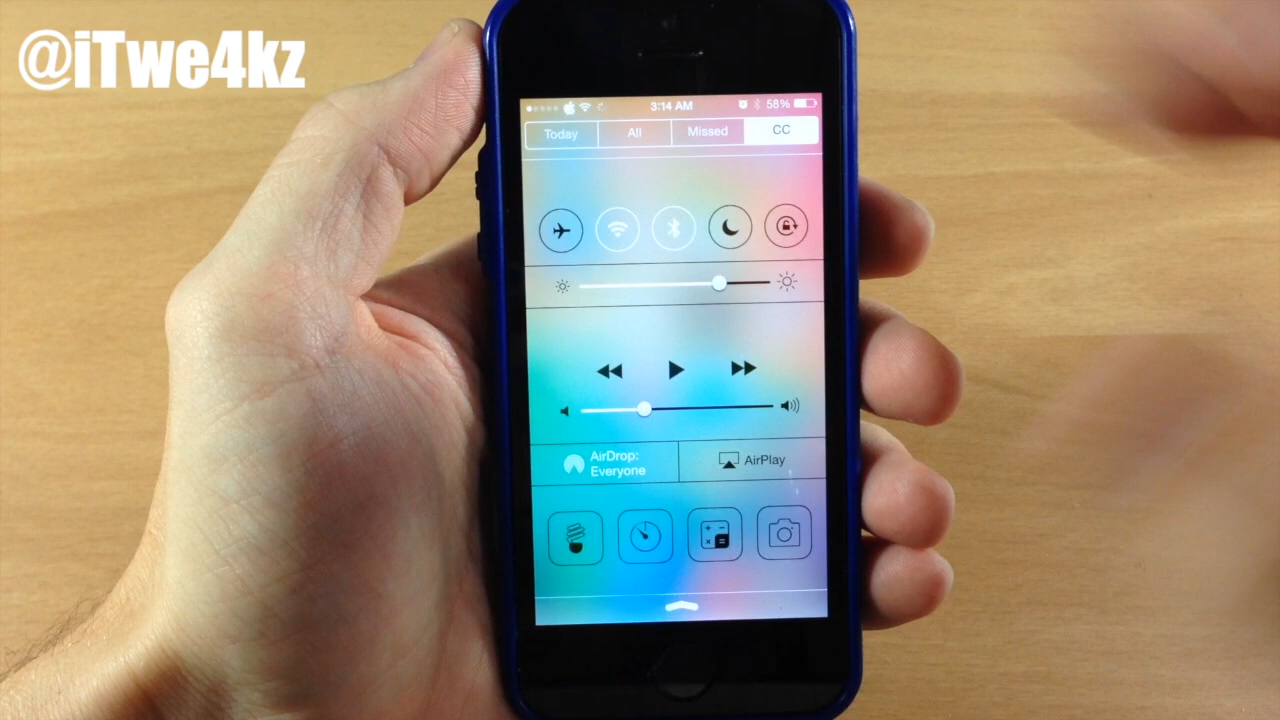 @iTwe4kz
3:14 AM 58%
Today All Missed CC
AirDrop:
Everyone
AirPlay